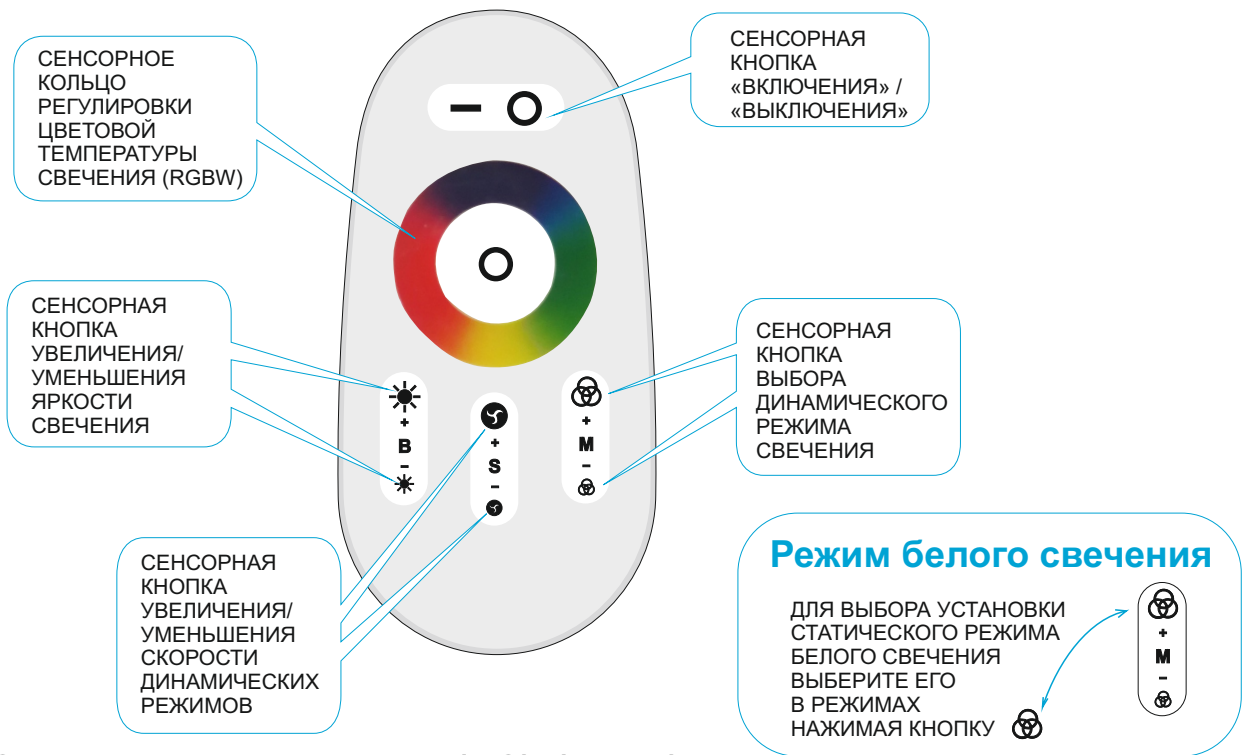 СЕНСОРНОЕ
КОЛЬЦО
РЕГУЛИРОВКИ
ЦВЕТОВОЙ
ТЕМПЕРАТУРЫ
СВЕЧЕНИЯ (RGBW)
СЕНСОРНАЯ
КНОПКА
«ВКЛЮЧЕНИЯ» /
«ВЫКЛЮЧЕНИЯ»
СЕНСОРНАЯ
КНОПКА
УВЕЛИЧЕНИЯ/
УМЕНЬШЕНИЯ
ЯРКОСТИ
СВЕЧЕНИЯ
+
B
-
+
S
-
+
M
-
СЕНСОРНАЯ
КНОПКА
ВЫБОРА
ДИНАМИЧЕСКОГО
РЕЖИМА
СВЕЧЕНИЯ
СЕНСОРНАЯ
КНОПКА
УВЕЛИЧЕНИЯ/
УМЕНЬШЕНИЯ
СКОРОСТИ
ДИНАМИЧЕСКИХ
РЕЖИМОВ
Режим белого свечения
ДЛЯ ВЫБОРА УСТАНОВКИ
СТАТИЧЕСКОГО РЕЖИМА
БЕЛОГО СВЕЧЕНИЯ
ВЫБЕРИТЕ ЕГО
В РЕЖИМАХ
НАЖИМАЯ КНОПКУ
+
M
-